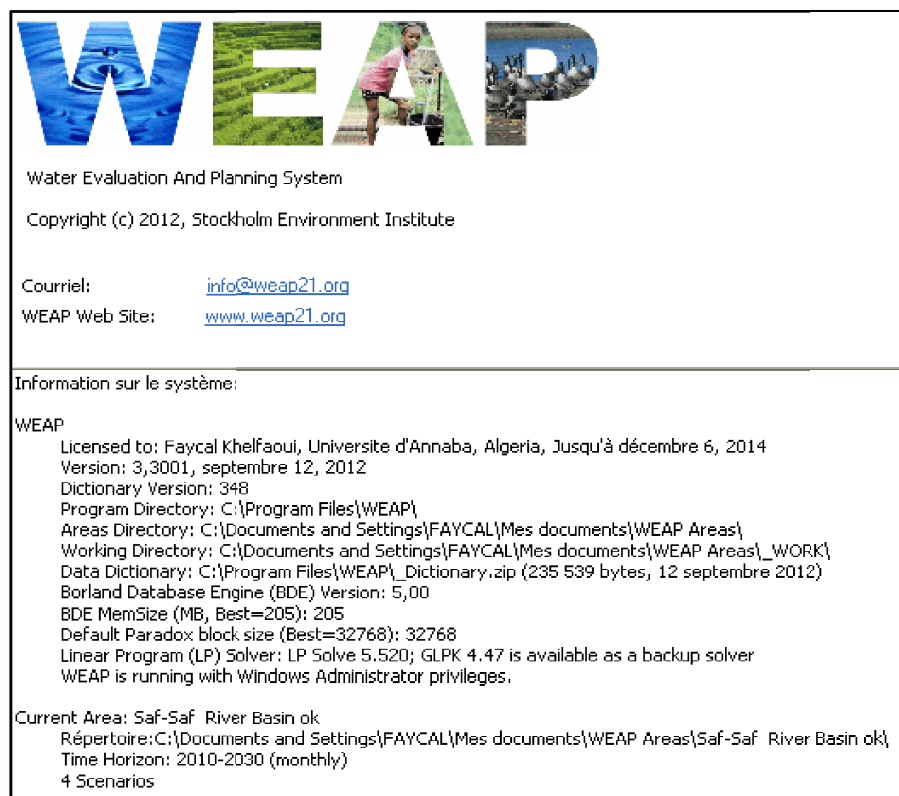 WEAP
Water Evaluation And Planning System
Copyright (c) 2012, Stockholm Environment Institute
Courriel: info@weap21.org
WEAP Web Site: www.weap21.org
Information sur le système:
WEAP
Licensed to: Faycal Khelfaoui, Universite d'Annaba, Algeria, Jusqu'à décembre 6, 2014
Version: 3,3001, septembre 12, 2012
Dictionary Version: 348
Program Directory: C:\Program Files\WEAP\
Areas Directory: C:\Documents and Settings\FAYCAL\Mes documents\WEAP Areas\
Working Directory: C:\Documents and Settings\FAYCAL\Mes documents\WEAP Areas\_WORK\
Data Dictionary: C:\Program Files\WEAP\_Dictionary.zip (235 539 bytes, 12 septembre 2012)
Borland Database Engine (BDE) Version: 5,00
BDE MemSize (MB, Best=205): 205
Default Paradox block size (Best=32768): 32768
Linear Program (LP) Solver: LP Solve 5.520; GLPK 4.47 is available as a backup solver
WEAP is running with Windows Administrator privileges.
Current Area: Saf-Saf River Basin ok
Répertoire:C:\Documents and Settings\FAYCAL\Mes documents\WEAP Areas\Saf-Saf River Basin ok\
Time Horizon: 2010-2030 (monthly)
4 Scenarios